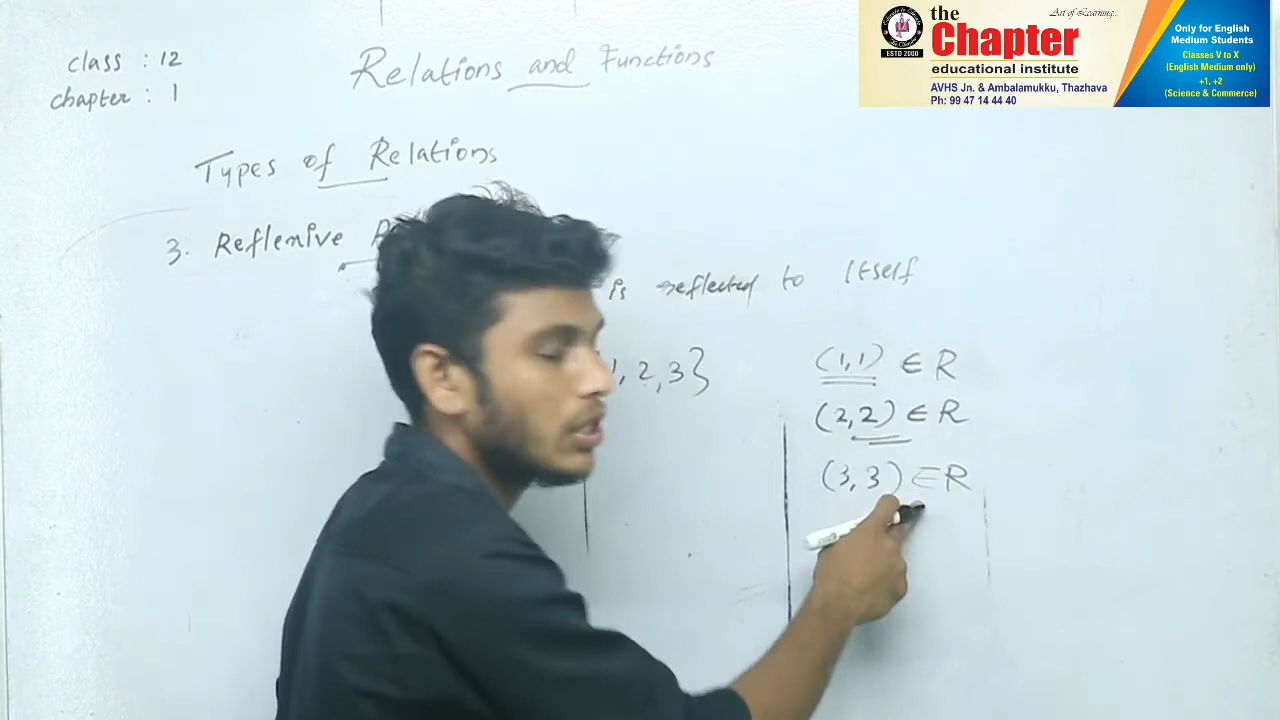 class : 12
chapter : 1
Relations and Functions
Types of Relations
3. Reflexive
is reflected to itself
1, 2, 3}
(1,1) ∈ R
(2,2) ∈ R
(3,3) ∈ R
the
Chapter
educational institute
Art of Learning...
ESTD 2000
AVHS Jn. & Ambalamukku, Thazhava
Ph: 99 47 14 44 40
Only for English
Medium Students
Classes V to X
(English Medium only)
+1, +2
(Science & Commerce)